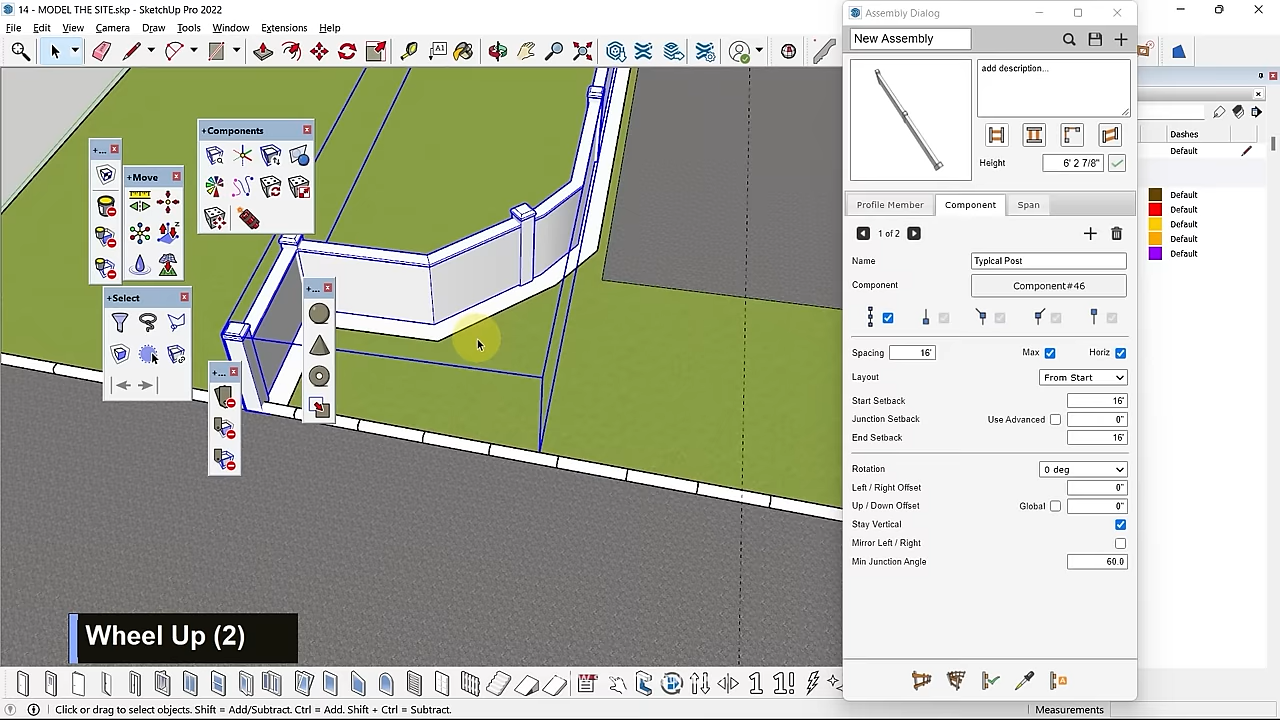 14 - MODEL THE SITE.skp - SketchUp Pro 2022
File Edit View Camera Draw Tools Window Extensions Help
A1
+Components
+...
+Move
+Select
+...
+...
Wheel Up (2)
1 1!
Click or drag to select objects. Shift = Add/Subtract. Ctrl = Add. Shift + Ctrl = Subtract.
Measurements
Assembly Dialog
New Assembly
add description...
Height 6' 2 7/8"
Profile Member Component Span
1 of 2
Name Typical Post
Component Component#46
Spacing 16' Max Horiz
Layout From Start
Start Setback 16'
Junction Setback Use Advanced 0"
End Setback 16'
Rotation 0 deg
Left / Right Offset 0"
Up / Down Offset Global 0"
Stay Vertical
Mirror Left / Right
Min Junction Angle 60.0
Dashes
Default
Default
Default
Default
Default
Default